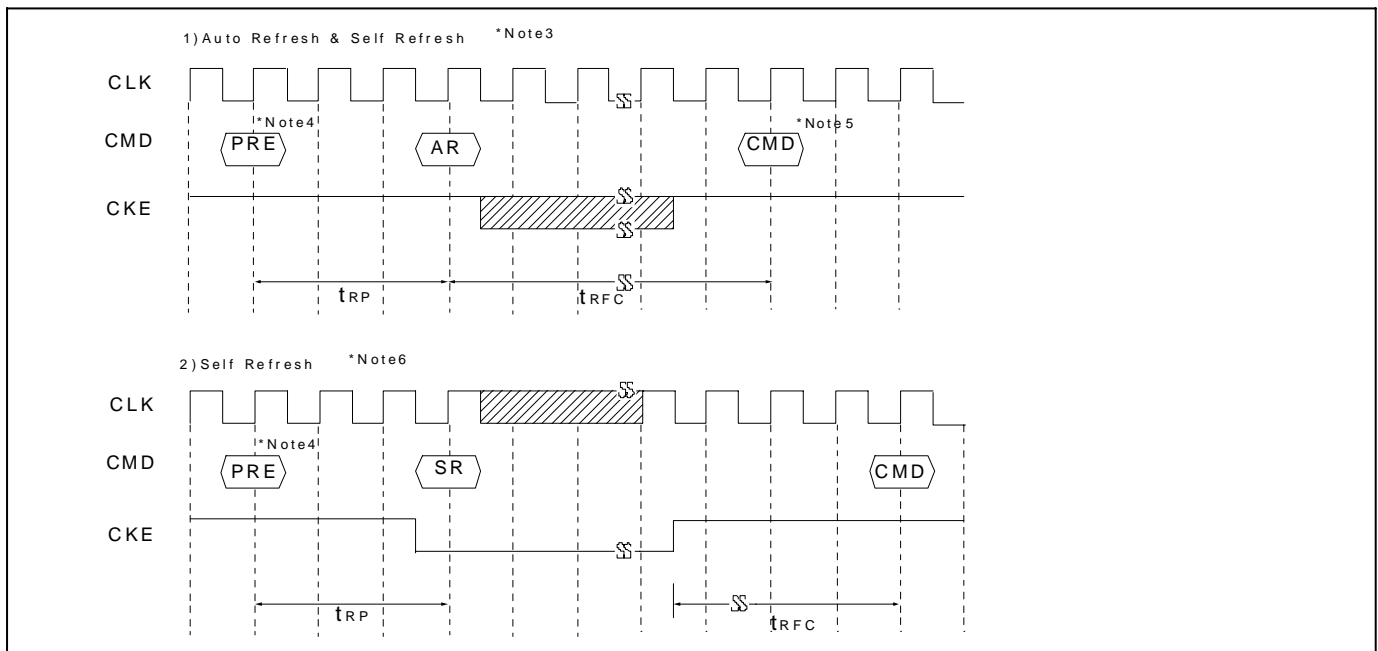 1)Auto Refresh & Self Refresh *Note3
CLK
CMD PRE *Note4 AR CMD *Note5
CKE
tRP tRFC
2)Self Refresh *Note6
CLK
CMD PRE *Note4 SR CMD
CKE
tRP tRFC